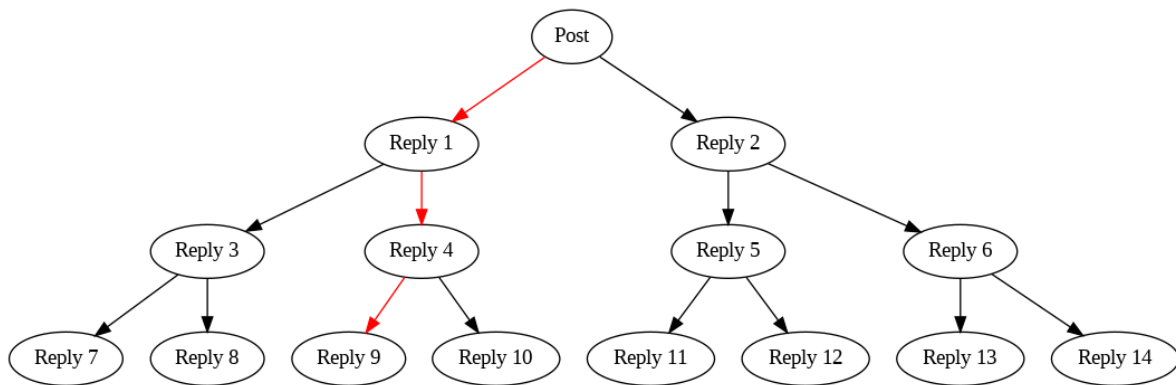 Post
Reply 1
Reply 2
Reply 3
Reply 4
Reply 5
Reply 6
Reply 7
Reply 8
Reply 9
Reply 10
Reply 11
Reply 12
Reply 13
Reply 14